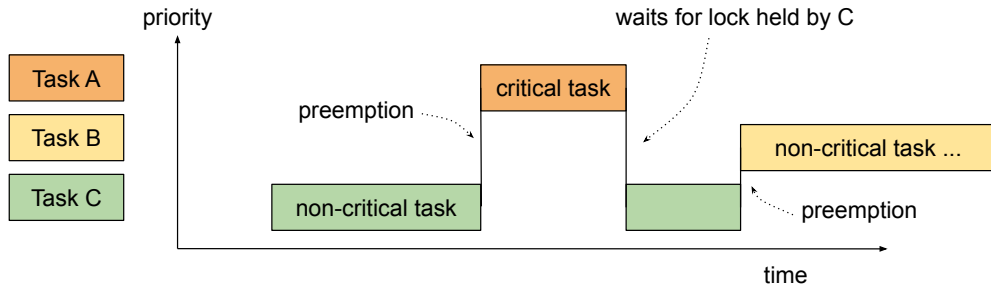 priority
waits for lock held by C
Task A
critical task
preemption
Task B
non-critical task ...
Task C
non-critical task
preemption
time